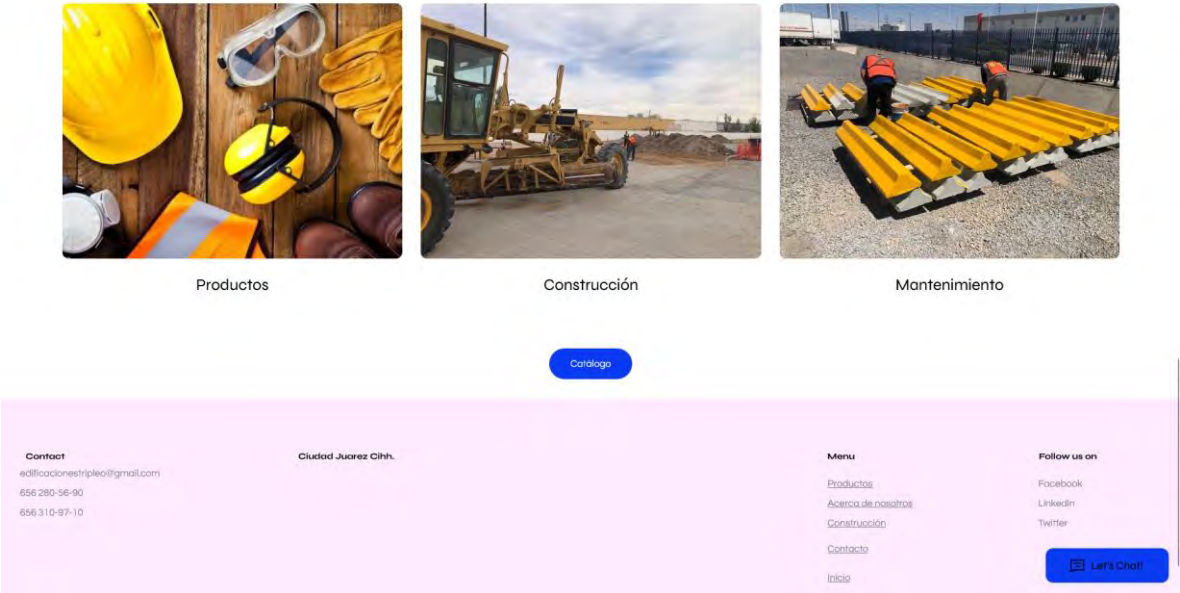 Productos
Construcción
Mantenimiento
Catálogo
Contact
edificacionestripleo@gmail.com
656 280-56-90
656 310-97-10
Ciudad Juarez Cihh.
Menu
Productos
Acerca de nosotros
Construcción
Contacto
Inicio
Follow us on
Facebook
LinkedIn
Twitter
Let's Chat!